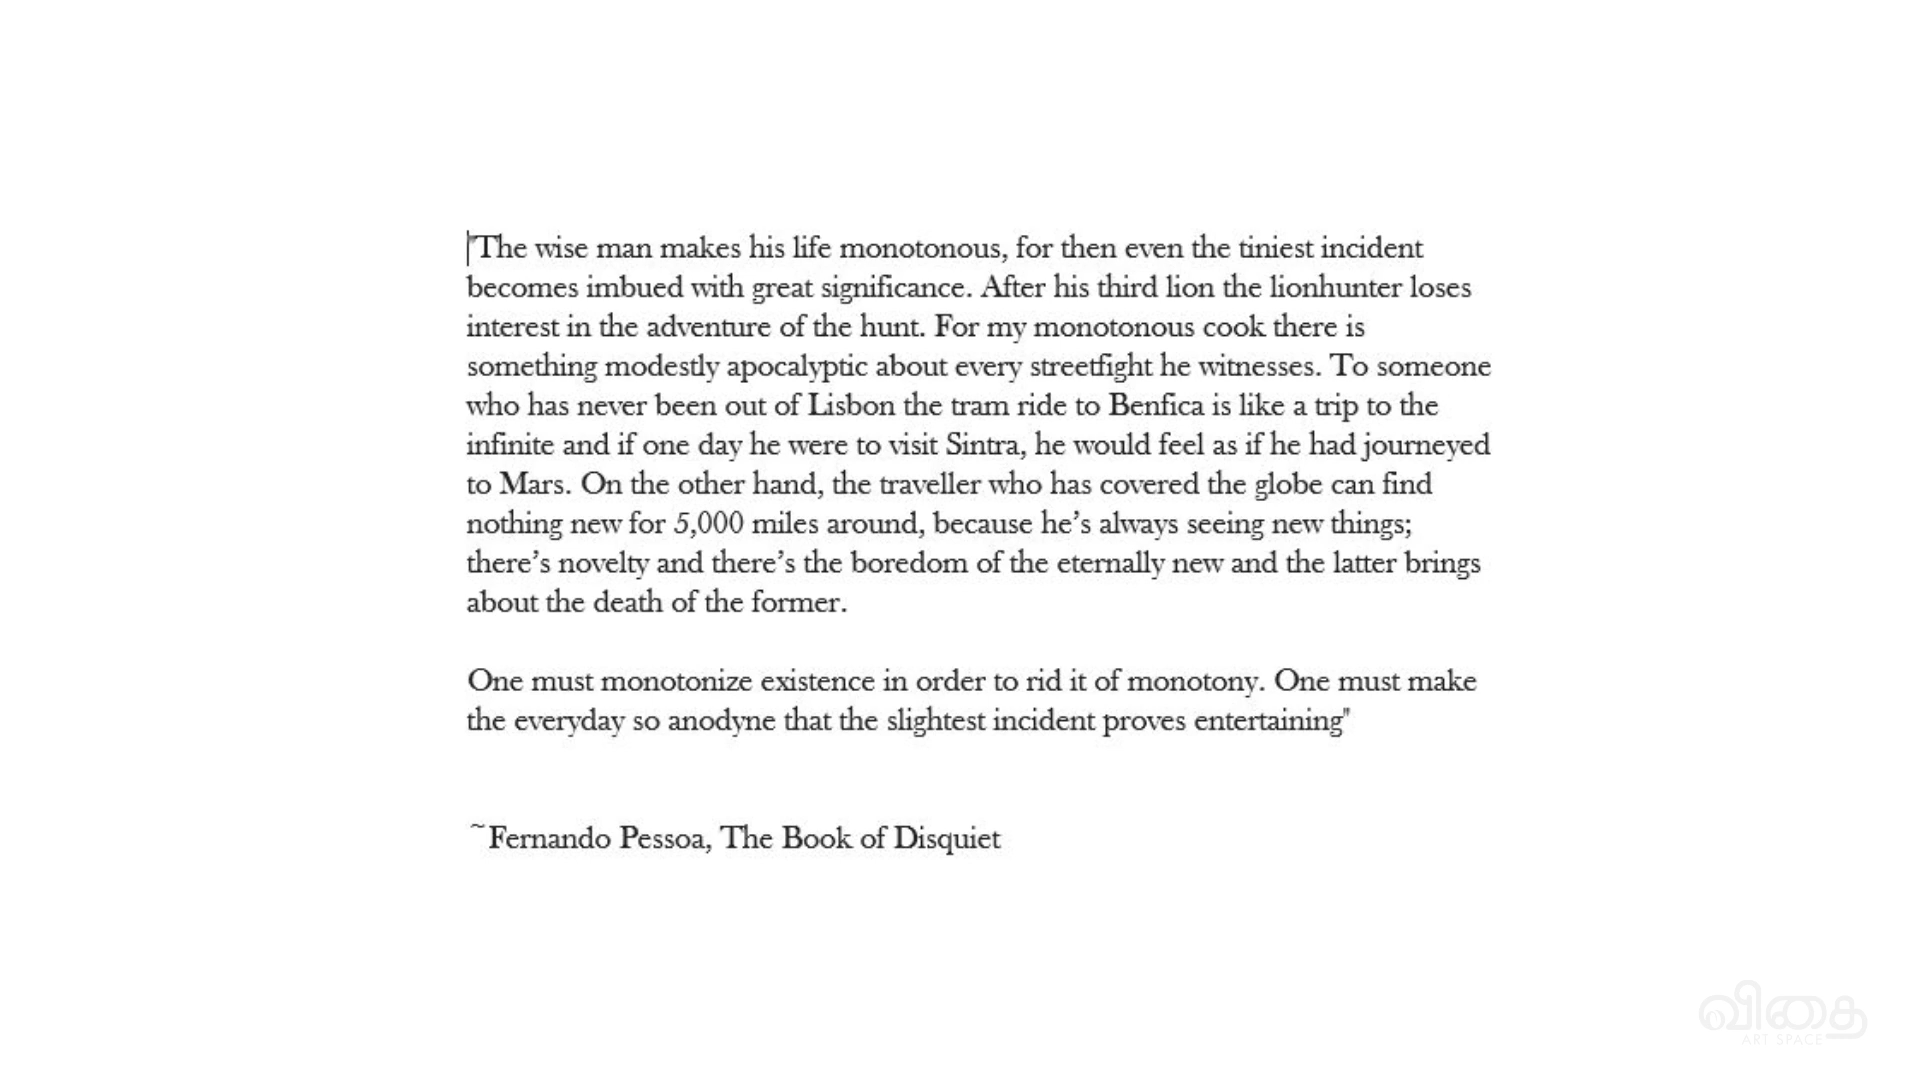 "The wise man makes his life monotonous, for then even the tiniest incident
becomes imbued with great significance. After his third lion the lionhunter loses
interest in the adventure of the hunt. For my monotonous cook there is
something modestly apocalyptic about every streetfight he witnesses. To someone
who has never been out of Lisbon the tram ride to Benfica is like a trip to the
infinite and if one day he were to visit Sintra, he would feel as if he had journeyed
to Mars. On the other hand, the traveller who has covered the globe can find
nothing new for 5,000 miles around, because he’s always seeing new things;
there’s novelty and there’s the boredom of the eternally new and the latter brings
about the death of the former.
One must monotonize existence in order to rid it of monotony. One must make
the everyday so anodyne that the slightest incident proves entertaining"
~Fernando Pessoa, The Book of Disquiet
விகை
ART SPACE